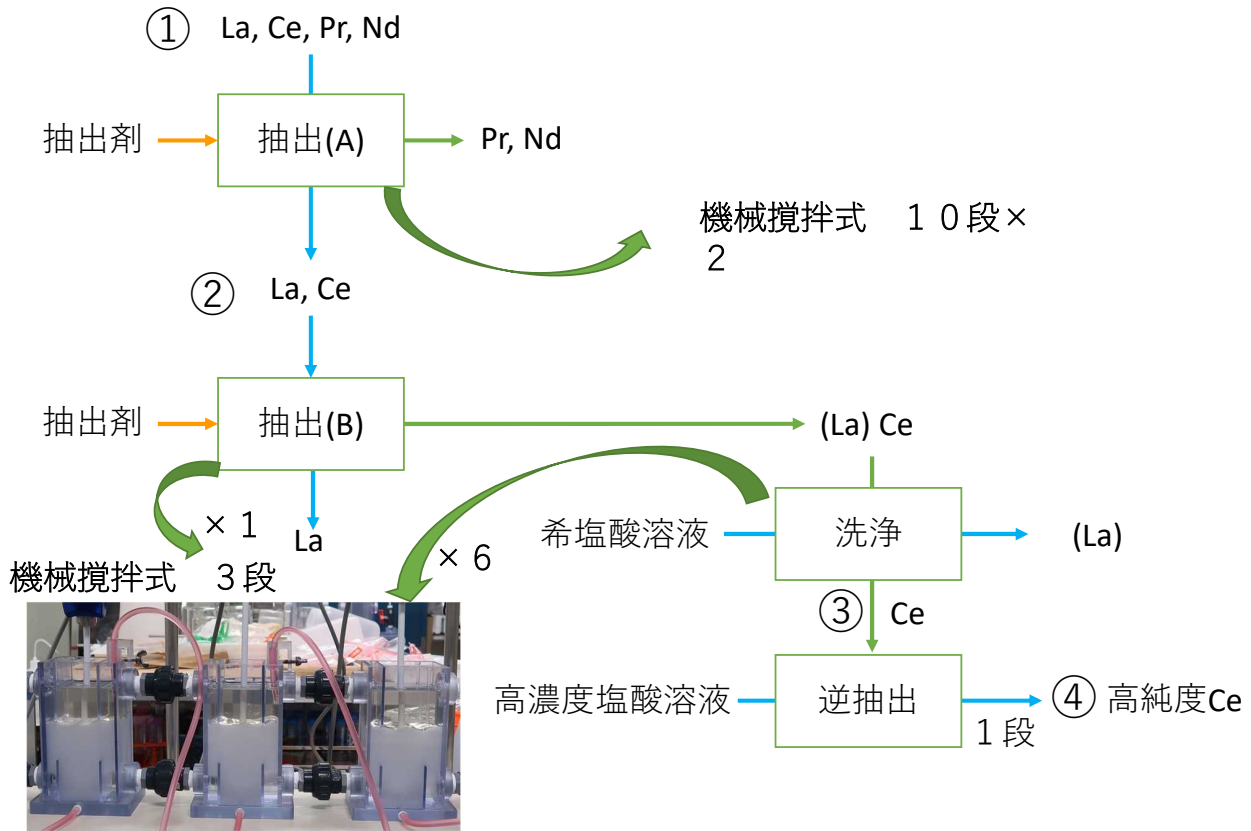 ① La, Ce, Pr, Nd
抽出剤
抽出(A)
Pr, Nd
機械撹拌式　１０段×
２
② La, Ce
抽出剤
抽出(B)
(La) Ce
×１
La
×６
機械撹拌式　３段
希塩酸溶液
洗浄
(La)
③ Ce
高濃度塩酸溶液
逆抽出
④ 高純度Ce
１段